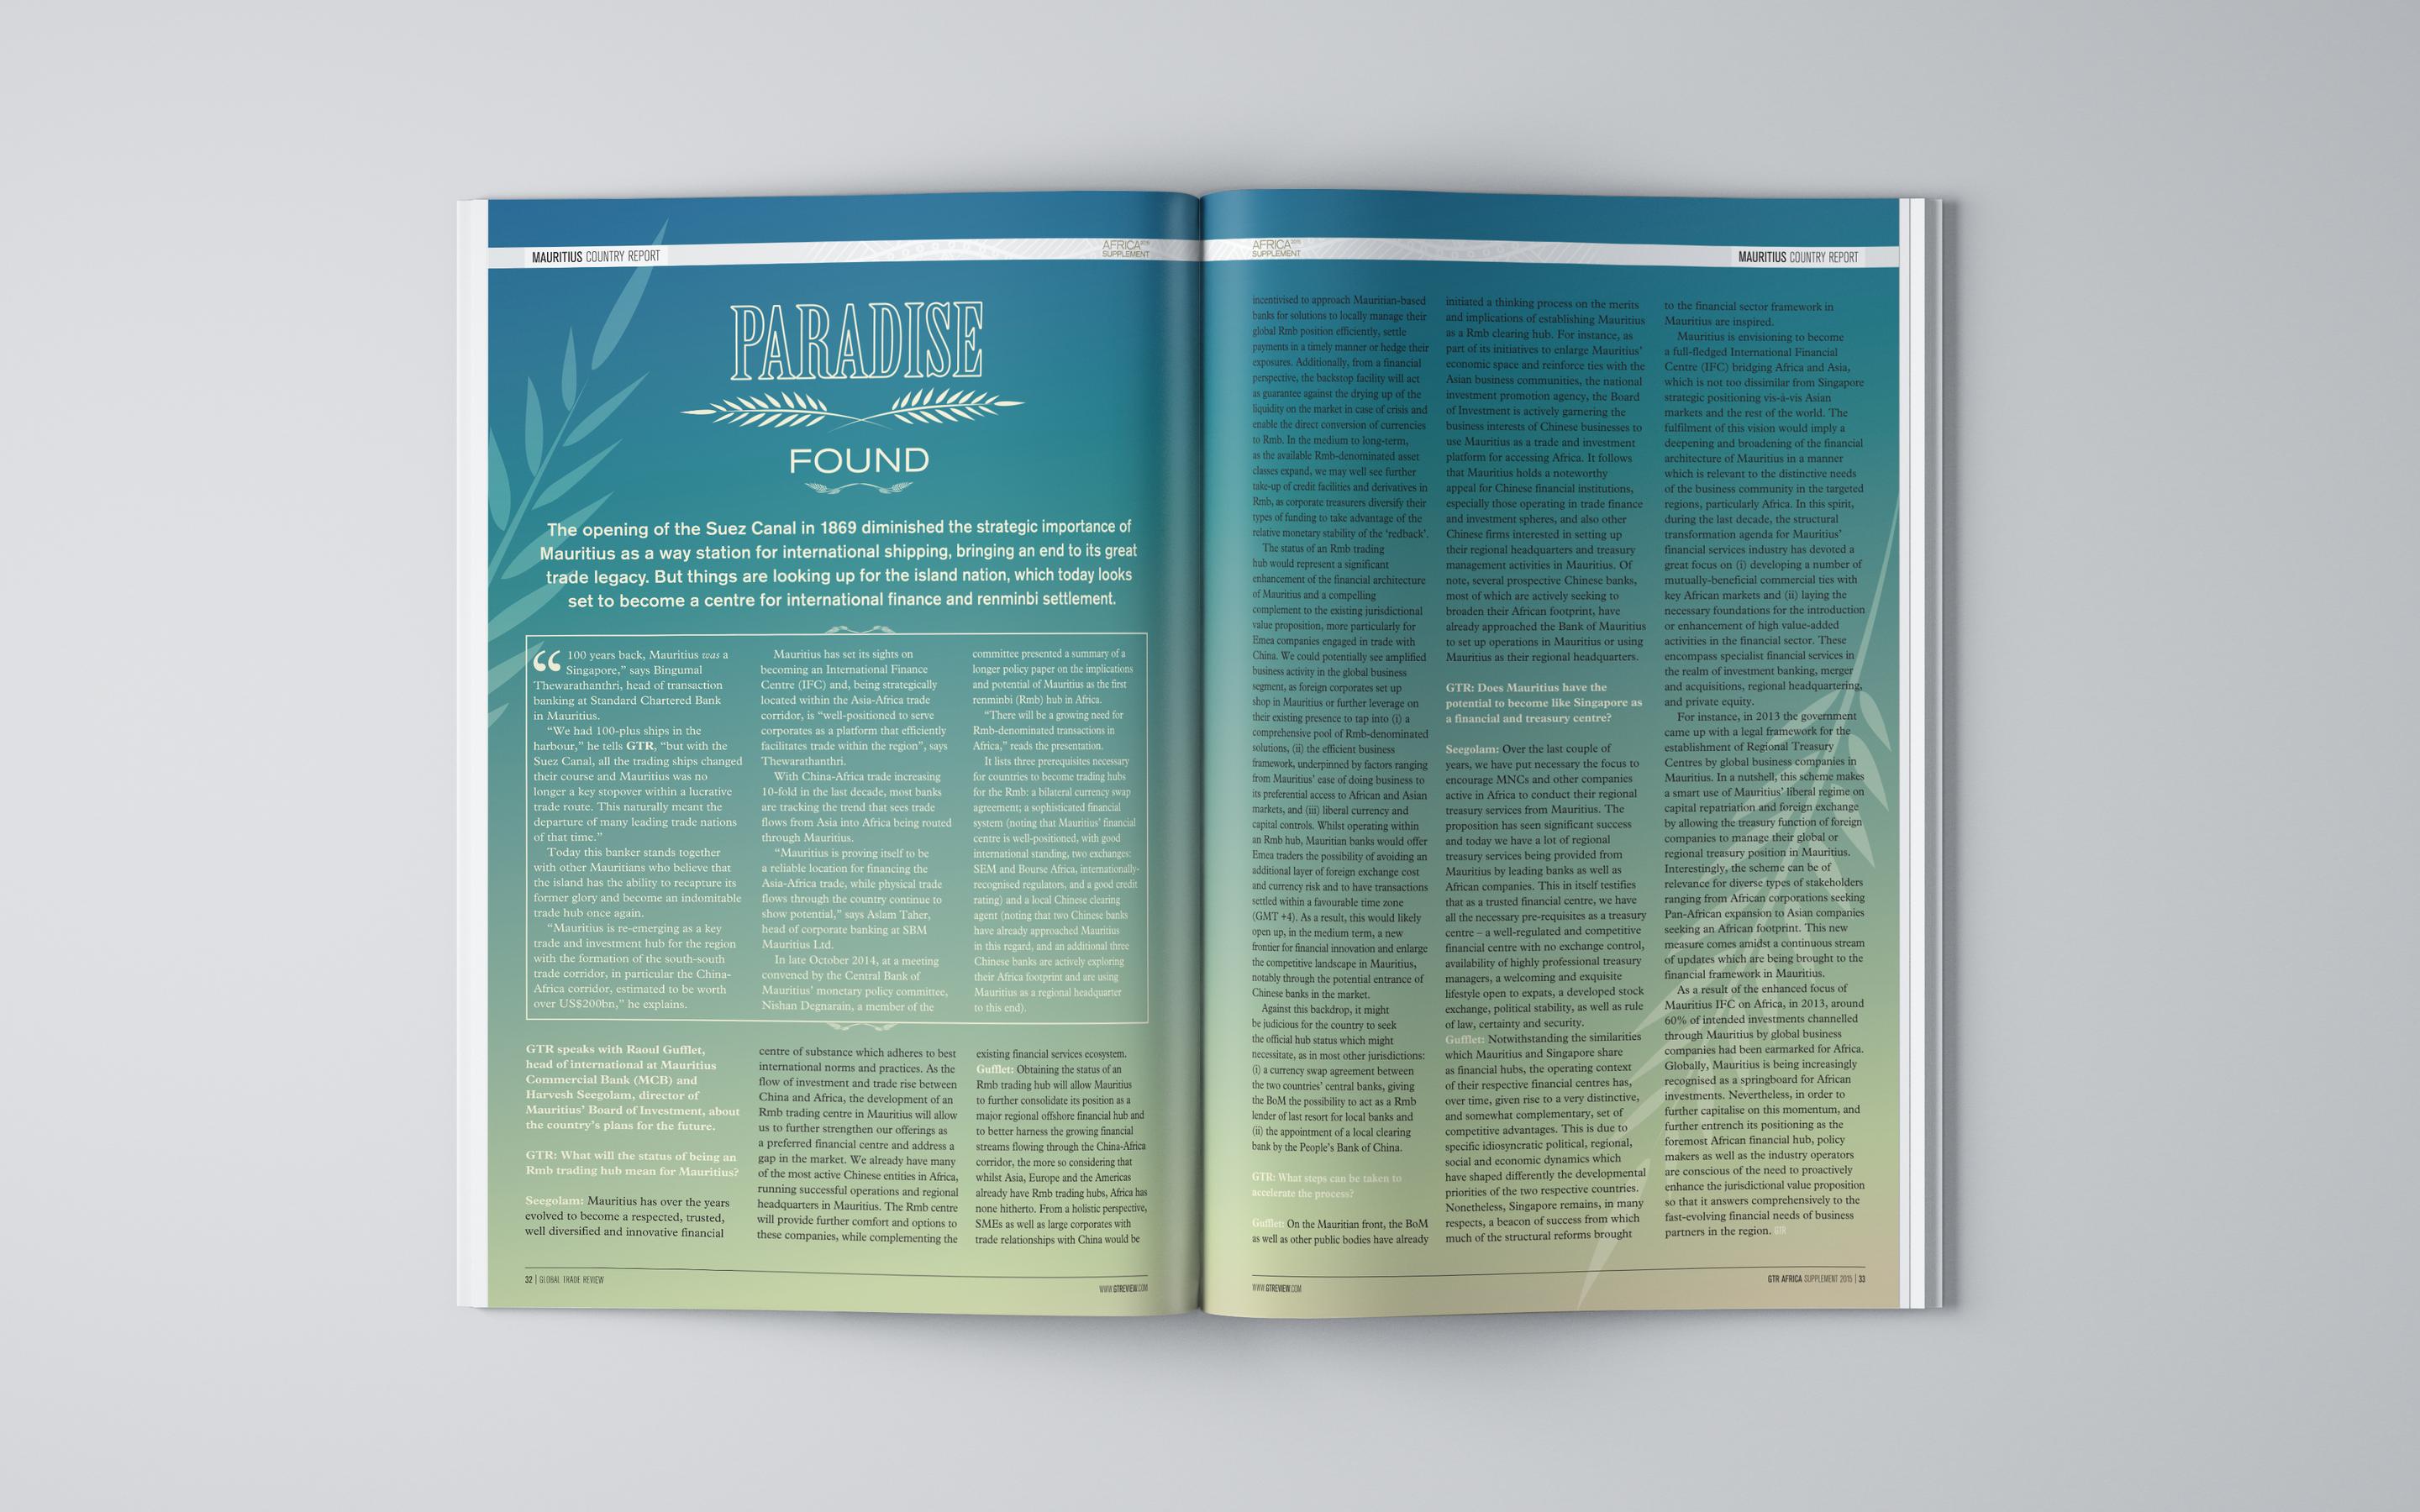 MAURITIUS COUNTRY REPORT
AFRICA 2015
SUPPLEMENT
PARADISE
FOUND
The opening of the Suez Canal in 1869 diminished the strategic importance of
Mauritius as a way station for international shipping, bringing an end to its great
trade legacy. But things are looking up for the island nation, which today looks
set to become a centre for international finance and renminbi settlement.
“100 years back, Mauritius was a
Singapore,” says Bingumal
Thewarathanthri, head of transaction
banking at Standard Chartered Bank
in Mauritius.
“We had 100-plus ships in the
harbour,” he tells GTR, “but with the
Suez Canal, all the trading ships changed
their course and Mauritius was no
longer a key stopover within a lucrative
trade route. This naturally meant the
departure of many leading trade nations
of that time.”
Today this banker stands together
with other Mauritians who believe that
the island has the ability to recapture its
former glory and become an indomitable
trade hub once again.
“Mauritius is re-emerging as a key
trade and investment hub for the region
with the formation of the south-south
trade corridor, in particular the China-
Africa corridor, estimated to be worth
over US$200bn,” he explains.
Mauritius has set its sights on
becoming an International Finance
Centre (IFC) and, being strategically
located within the Asia-Africa trade
corridor, is “well-positioned to serve
corporates as a platform that efficiently
facilitates trade within the region”, says
Thewarathanthri.
With China-Africa trade increasing
10-fold in the last decade, most banks
are tracking the trend that sees trade
flows from Asia into Africa being routed
through Mauritius.
“Mauritius is proving itself to be
a reliable location for financing the
Asia-Africa trade, while physical trade
flows through the country continue to
show potential,” says Aslam Taher,
head of corporate banking at SBM
Mauritius Ltd.
In late October 2014, at a meeting
convened by the Central Bank of
Mauritius’ monetary policy committee,
Nishan Degnarain, a member of the
committee presented a summary of a
longer policy paper on the implications
and potential of Mauritius as the first
renminbi (Rmb) hub in Africa.
“There will be a growing need for
Rmb-denominated transactions in
Africa,” reads the presentation.
It lists three prerequisites necessary
for countries to become trading hubs
for the Rmb: a bilateral currency swap
agreement; a sophisticated financial
system (noting that Mauritius’ financial
centre is well-positioned, with good
international standing, two exchanges:
SEM and Bourse Africa, internationally-
recognised regulators, and a good credit
rating) and a local Chinese clearing
agent (noting that two Chinese banks
have already approached Mauritius
in this regard, and an additional three
Chinese banks are actively exploring
their Africa footprint and are using
Mauritius as a regional headquarter
to this end).
GTR speaks with Raoul Gufflet,
head of international at Mauritius
Commercial Bank (MCB) and
Harvesh Seegolam, director of
Mauritius’ Board of Investment, about
the country’s plans for the future.
GTR: What will the status of being an
Rmb trading hub mean for Mauritius?
Seegolam: Mauritius has over the years
evolved to become a respected, trusted,
well diversified and innovative financial
centre of substance which adheres to best
international norms and practices. As the
flow of investment and trade rise between
China and Africa, the development of an
Rmb trading centre in Mauritius will allow
us to further strengthen our offerings as
a preferred financial centre and address a
gap in the market. We already have many
of the most active Chinese entities in Africa,
running successful operations and regional
headquarters in Mauritius. The Rmb centre
will provide further comfort and options to
these companies, while complementing the
existing financial services ecosystem.
Gufflet: Obtaining the status of an
Rmb trading hub will allow Mauritius
to further consolidate its position as a
major regional offshore financial hub and
to better harness the growing financial
streams flowing through the China-Africa
corridor, the more so considering that
whilst Asia, Europe and the Americas
already have Rmb trading hubs, Africa has
none hitherto. From a holistic perspective,
SMEs as well as large corporates with
trade relationships with China would be
32 | GLOBAL TRADE REVIEW
WWW.GTREVIEW.COM
AFRICA 2015
SUPPLEMENT
MAURITIUS COUNTRY REPORT
incentivised to approach Mauritian-based
banks for solutions to locally manage their
global Rmb position efficiently, settle
payments in a timely manner or hedge their
exposures. Additionally, from a financial
perspective, the backstop facility will act
as guarantee against the drying up of the
liquidity on the market in case of crisis and
enable the direct conversion of currencies
to Rmb. In the medium to long-term,
as the available Rmb-denominated asset
classes expand, we may well see further
take-up of credit facilities and derivatives in
Rmb, as corporate treasurers diversify their
types of funding to take advantage of the
relative monetary stability of the ‘redback’.
The status of an Rmb trading
hub would represent a significant
enhancement of the financial architecture
of Mauritius and a compelling
complement to the existing jurisdictional
value proposition, more particularly for
Emea companies engaged in trade with
China. We could potentially see amplified
business activity in the global business
segment, as foreign corporates set up
shop in Mauritius or further leverage on
their existing presence to tap into (i) a
comprehensive pool of Rmb-denominated
solutions, (ii) the efficient business
framework, underpinned by factors ranging
from Mauritius’ ease of doing business to
its preferential access to African and Asian
markets, and (iii) liberal currency and
capital controls. Whilst operating within
an Rmb hub, Mauritian banks would offer
Emea traders the possibility of avoiding an
additional layer of foreign exchange cost
and currency risk and to have transactions
settled within a favourable time zone
(GMT +4). As a result, this would likely
open up, in the medium term, a new
frontier for financial innovation and enlarge
the competitive landscape in Mauritius,
notably through the potential entrance of
Chinese banks in the market.
Against this backdrop, it might
be judicious for the country to seek
the official hub status which might
necessitate, as in most other jurisdictions:
(i) a currency swap agreement between
the two countries’ central banks, giving
the BoM the possibility to act as a Rmb
lender of last resort for local banks and
(ii) the appointment of a local clearing
bank by the People’s Bank of China.
GTR: What steps can be taken to
accelerate the process?
Gufflet: On the Mauritian front, the BoM
as well as other public bodies have already
initiated a thinking process on the merits
and implications of establishing Mauritius
as a Rmb clearing hub. For instance, as
part of its initiatives to enlarge Mauritius’
economic space and reinforce ties with the
Asian business communities, the national
investment promotion agency, the Board
of Investment is actively garnering the
business interests of Chinese businesses to
use Mauritius as a trade and investment
platform for accessing Africa. It follows
that Mauritius holds a noteworthy
appeal for Chinese financial institutions,
especially those operating in trade finance
and investment spheres, and also other
Chinese firms interested in setting up
their regional headquarters and treasury
management activities in Mauritius. Of
note, several prospective Chinese banks,
most of which are actively seeking to
broaden their African footprint, have
already approached the Bank of Mauritius
to set up operations in Mauritius or using
Mauritius as their regional headquarters.
GTR: Does Mauritius have the
potential to become like Singapore as
a financial and treasury centre?
Seegolam: Over the last couple of
years, we have put necessary the focus to
encourage MNCs and other companies
active in Africa to conduct their regional
treasury services from Mauritius. The
proposition has seen significant success
and today we have a lot of regional
treasury services being provided from
Mauritius by leading banks as well as
African companies. This in itself testifies
that as a trusted financial centre, we have
all the necessary pre-requisites as a treasury
centre – a well-regulated and competitive
financial centre with no exchange control,
availability of highly professional treasury
managers, a welcoming and exquisite
lifestyle open to expats, a developed stock
exchange, political stability, as well as rule
of law, certainty and security.
Gufflet: Notwithstanding the similarities
which Mauritius and Singapore share
as financial hubs, the operating context
of their respective financial centres has,
over time, given rise to a very distinctive,
and somewhat complementary, set of
competitive advantages. This is due to
specific idiosyncratic political, regional,
social and economic dynamics which
have shaped differently the developmental
priorities of the two respective countries.
Nonetheless, Singapore remains, in many
respects, a beacon of success from which
much of the structural reforms brought
to the financial sector framework in
Mauritius are inspired.
Mauritius is envisioning to become
a full-fledged International Financial
Centre (IFC) bridging Africa and Asia,
which is not too dissimilar from Singapore
strategic positioning vis-à-vis Asian
markets and the rest of the world. The
fulfilment of this vision would imply a
deepening and broadening of the financial
architecture of Mauritius in a manner
which is relevant to the distinctive needs
of the business community in the targeted
regions, particularly Africa. In this spirit,
during the last decade, the structural
transformation agenda for Mauritius’
financial services industry has devoted a
great focus on (i) developing a number of
mutually-beneficial commercial ties with
key African markets and (ii) laying the
necessary foundations for the introduction
or enhancement of high value-added
activities in the financial sector. These
encompass specialist financial services in
the realm of investment banking, merger
and acquisitions, regional headquartering,
and private equity.
For instance, in 2013 the government
came up with a legal framework for the
establishment of Regional Treasury
Centres by global business companies in
Mauritius. In a nutshell, this scheme makes
a smart use of Mauritius’ liberal regime on
capital repatriation and foreign exchange
by allowing the treasury function of foreign
companies to manage their global or
regional treasury position in Mauritius.
Interestingly, the scheme can be of
relevance for diverse types of stakeholders
ranging from African corporations seeking
Pan-African expansion to Asian companies
seeking an African footprint. This new
measure comes amidst a continuous stream
of updates which are being brought to the
financial framework in Mauritius.
As a result of the enhanced focus of
Mauritius IFC on Africa, in 2013, around
60% of intended investments channelled
through Mauritius by global business
companies had been earmarked for Africa.
Globally, Mauritius is being increasingly
recognised as a springboard for African
investments. Nevertheless, in order to
further capitalise on this momentum, and
further entrench its positioning as the
foremost African financial hub, policy
makers as well as the industry operators
are conscious of the need to proactively
enhance the jurisdictional value proposition
so that it answers comprehensively to the
fast-evolving financial needs of business
partners in the region. GTR
WWW.GTREVIEW.COM
GTR AFRICA SUPPLEMENT 2015 | 33